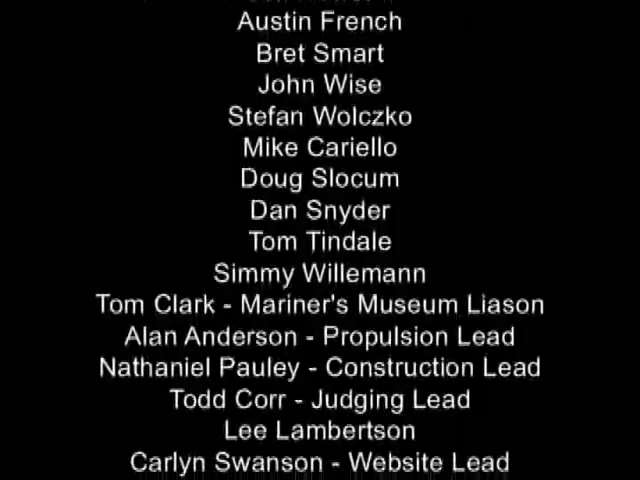 Austin French
Bret Smart
John Wise
Stefan Wolczko
Mike Cariello
Doug Slocum
Dan Snyder
Tom Tindale
Simmy Willemann
Tom Clark - Mariner's Museum Liason
Alan Anderson - Propulsion Lead
Nathaniel Pauley - Construction Lead
Todd Corr - Judging Lead
Lee Lambertson
Carlyn Swanson - Website Lead